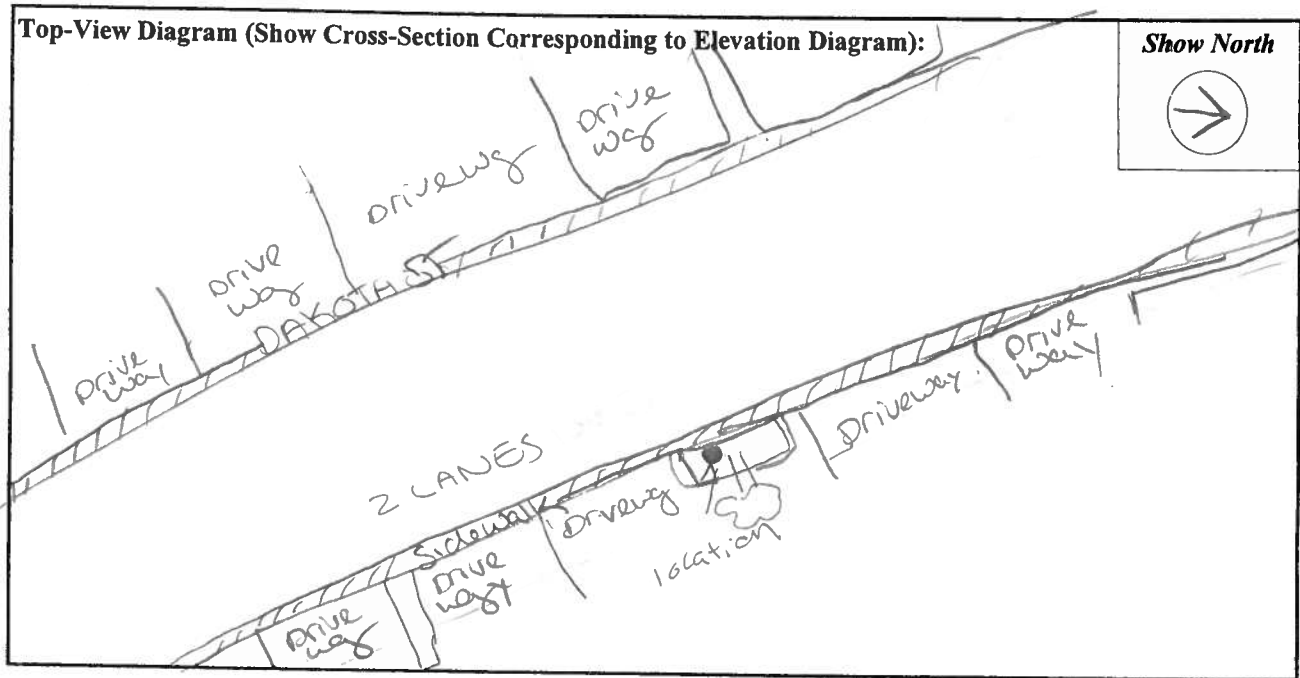 Top-View Diagram (Show Cross-Section Corresponding to Elevation Diagram):
Show North
Drive
way
Driveway
Drive
way
DAKOTA St
Drive
way
2 LANES
Sidewalk
Drive
way
Driveway
Driveway
Drive
way
Drive
way
location